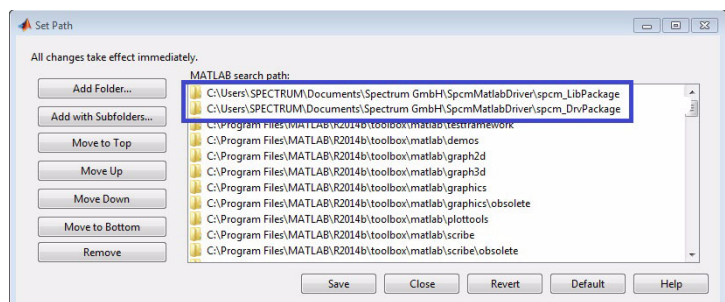 Set Path
All changes take effect immediately.
MATLAB search path:
Add Folder...
Add with Subfolders...
Move to Top
Move Up
Move Down
Move to Bottom
Remove
C:\Users\SPECTRUM\Documents\Spectrum GmbH\SpcmMatlabDriver\spcm_LibPackage
C:\Users\SPECTRUM\Documents\Spectrum GmbH\SpcmMatlabDriver\spcm_DrvPackage
C:\Program Files\MATLAB\R2014b\toolbox\matlab\testframework
C:\Program Files\MATLAB\R2014b\toolbox\matlab\demos
C:\Program Files\MATLAB\R2014b\toolbox\matlab\graph2d
C:\Program Files\MATLAB\R2014b\toolbox\matlab\graph3d
C:\Program Files\MATLAB\R2014b\toolbox\matlab\graphics
C:\Program Files\MATLAB\R2014b\toolbox\matlab\graphics\obsolete
C:\Program Files\MATLAB\R2014b\toolbox\matlab\plottools
C:\Program Files\MATLAB\R2014b\toolbox\matlab\scribe
C:\Program Files\MATLAB\R2014b\toolbox\matlab\scribe\obsolete
Save
Close
Revert
Default
Help